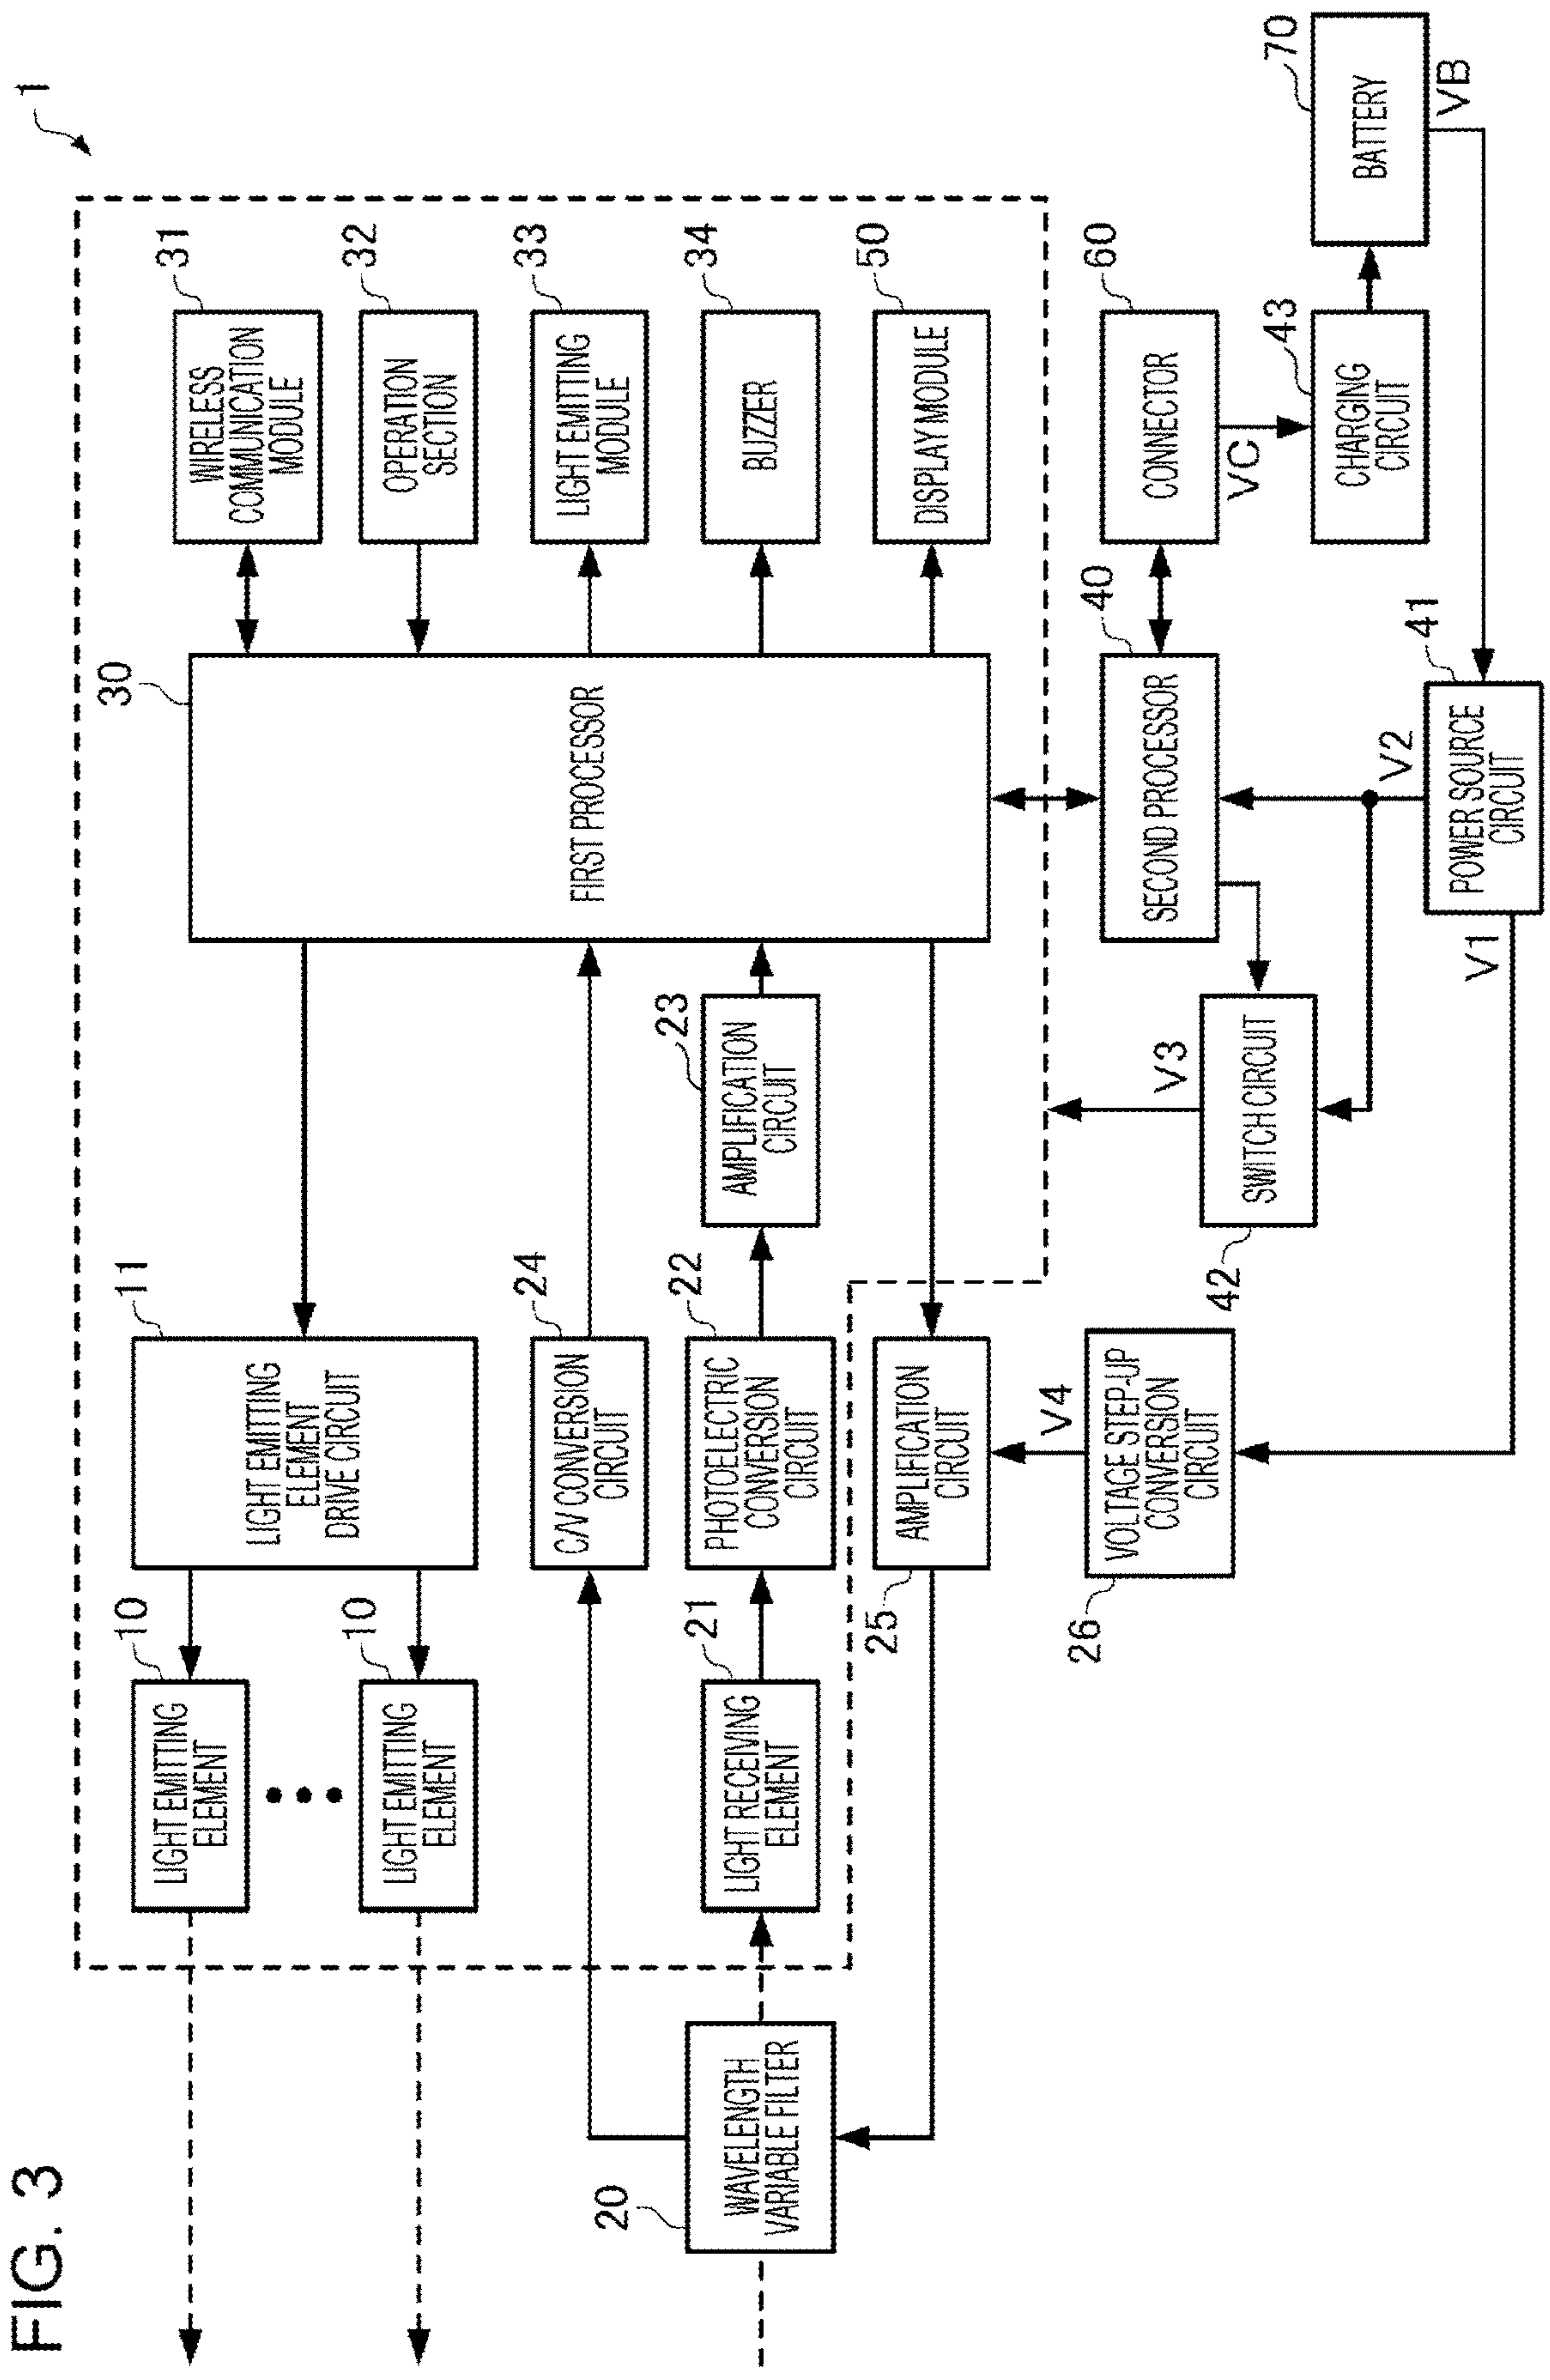 FIG. 3
1
LIGHT EMITTING
ELEMENT
10
LIGHT EMITTING
ELEMENT
10
LIGHT EMITTING
ELEMENT
DRIVE CIRCUIT
11
WAVELENGTH
VARIABLE FILTER
20
LIGHT RECEIVING
ELEMENT
21
PHOTOELECTRIC
CONVERSION
CIRCUIT
22
AMPLIFICATION
CIRCUIT
23
C/V CONVERSION
CIRCUIT
24
AMPLIFICATION
CIRCUIT
25
VOLTAGE STEP-UP
CONVERSION
CIRCUIT
26
V4
FIRST PROCESSOR
30
WIRELESS
COMMUNICATION
MODULE
31
OPERATION
SECTION
32
LIGHT EMITTING
MODULE
33
BUZZER
34
DISPLAY MODULE
50
SECOND PROCESSOR
40
CONNECTOR
60
VC
SWITCH CIRCUIT
42
V3
CHARGING
CIRCUIT
43
BATTERY
70
VB
POWER SOURCE
CIRCUIT
41
V2
V1